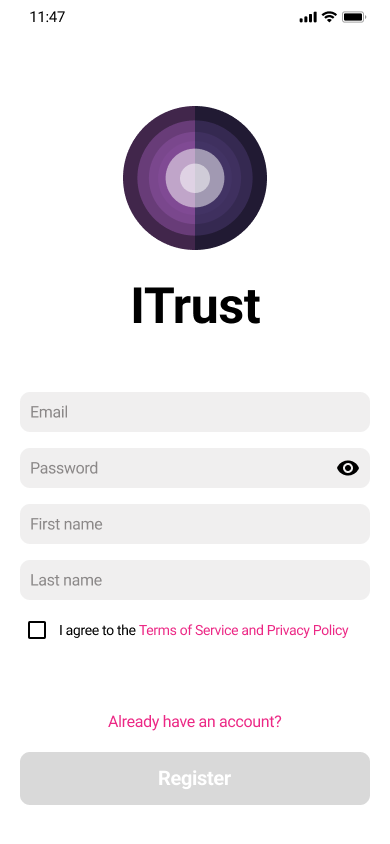 11:47
ITrust
Email
Password
First name
Last name
I agree to the Terms of Service and Privacy Policy
Already have an account?
Register